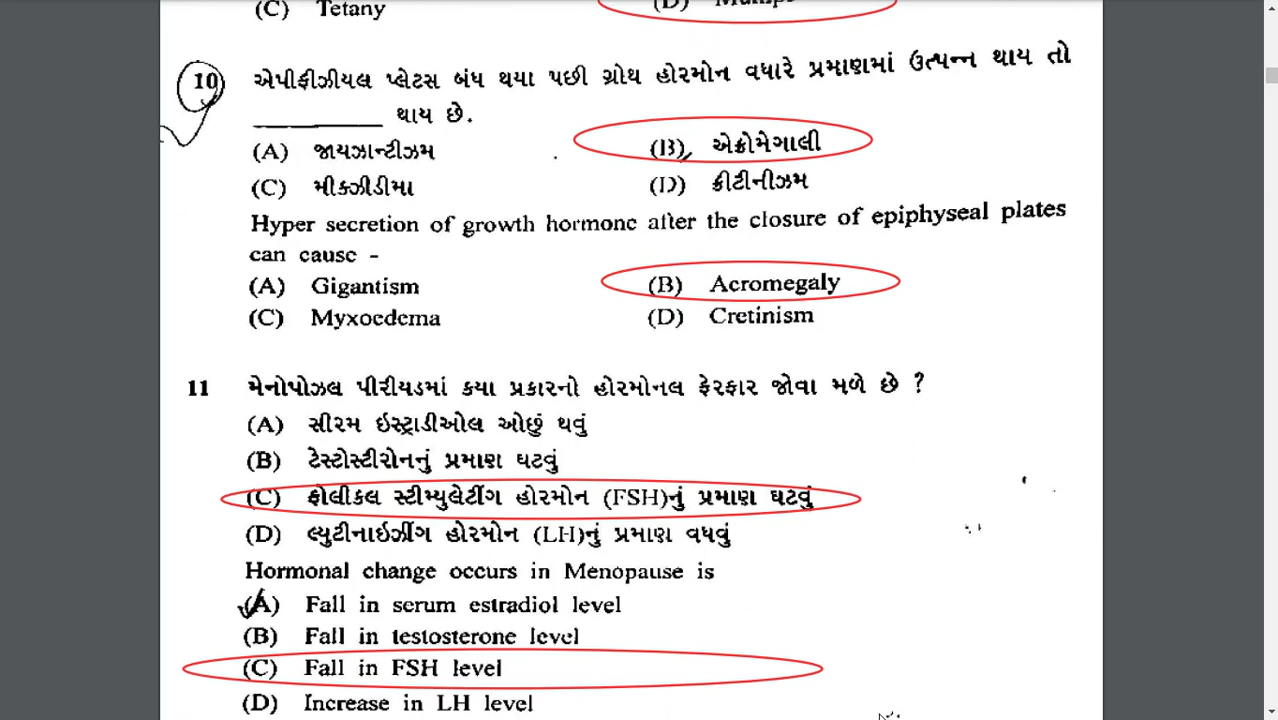 (C) Tetany
10 એપીફીઝીયલ પ્લેટસ બંધ થયા પછી ગ્રોથ હોરમોન વધારે પ્રમાણમાં ઉત્પન્ન થાય તો
__________ થાય છે.
(A) જાયઝાન્ટીઝમ (B) એક્રોમેગાલી
(C) મીક્ઝીડીમા (D) ક્રીટીનીઝમ
Hyper secretion of growth hormone after the closure of epiphyseal plates
can cause -
(A) Gigantism (B) Acromegaly
(C) Myxoedema (D) Cretinism
11 મેનોપોઝલ પીરીયડમાં કયા પ્રકારનો હોરમોનલ ફેરફાર જોવા મળે છે ?
(A) સીરમ ઇસ્ટ્રાડીઓલ ઓછું થવું
(B) ટેસ્ટોસ્ટીરોનનું પ્રમાણ ઘટવું
(C) ફોલીકલ સ્ટીમ્યુલેટીંગ હોરમોન (FSH)નું પ્રમાણ ઘટવું
(D) લ્યુટીનાઇઝીંગ હોરમોન (LH)નું પ્રમાણ વધવું
Hormonal change occurs in Menopause is
(A) Fall in serum estradiol level
(B) Fall in testosterone level
(C) Fall in FSH level
(D) Increase in LH level